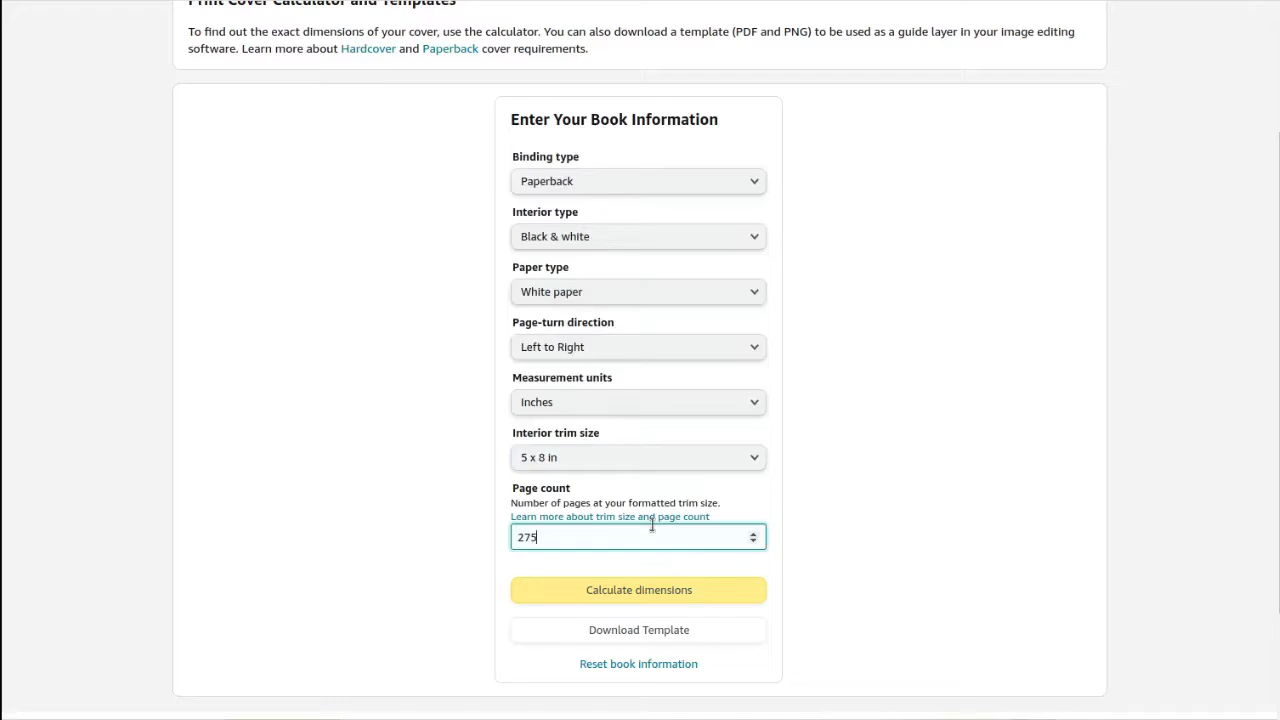 Print Cover Calculator and Templates
To find out the exact dimensions of your cover, use the calculator. You can also download a template (PDF and PNG) to be used as a guide layer in your image editing
software. Learn more about Hardcover and Paperback cover requirements.
Enter Your Book Information
Binding type
Paperback
Interior type
Black & white
Paper type
White paper
Page-turn direction
Left to Right
Measurement units
Inches
Interior trim size
5 x 8 in
Page count
Number of pages at your formatted trim size.
Learn more about trim size and page count
275
Calculate dimensions
Download Template
Reset book information